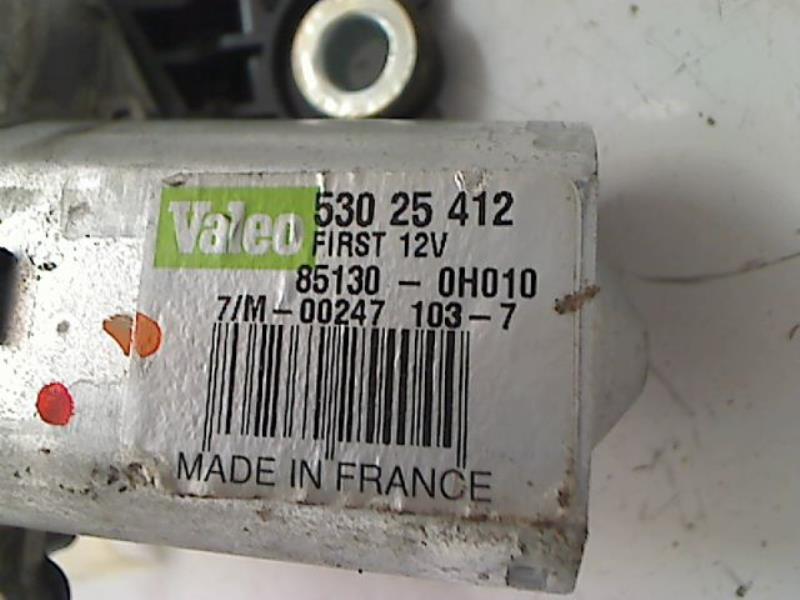 Valeo 530 25 412
FIRST 12V
85130 - 0H010
7/M-00247 103-7
MADE IN FRANCE